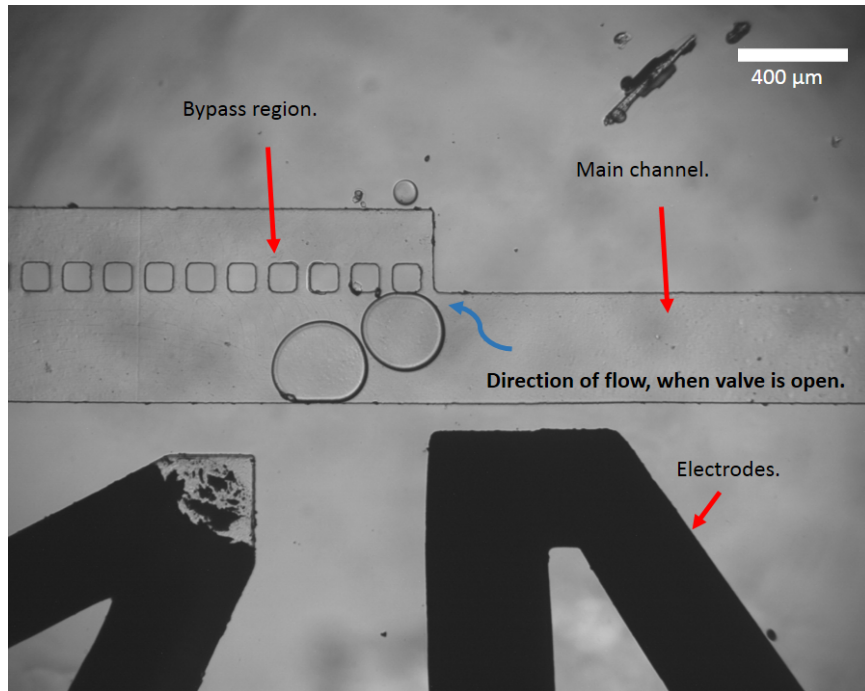 400 µm
Bypass region.
Main channel.
Direction of flow, when valve is open.
Electrodes.